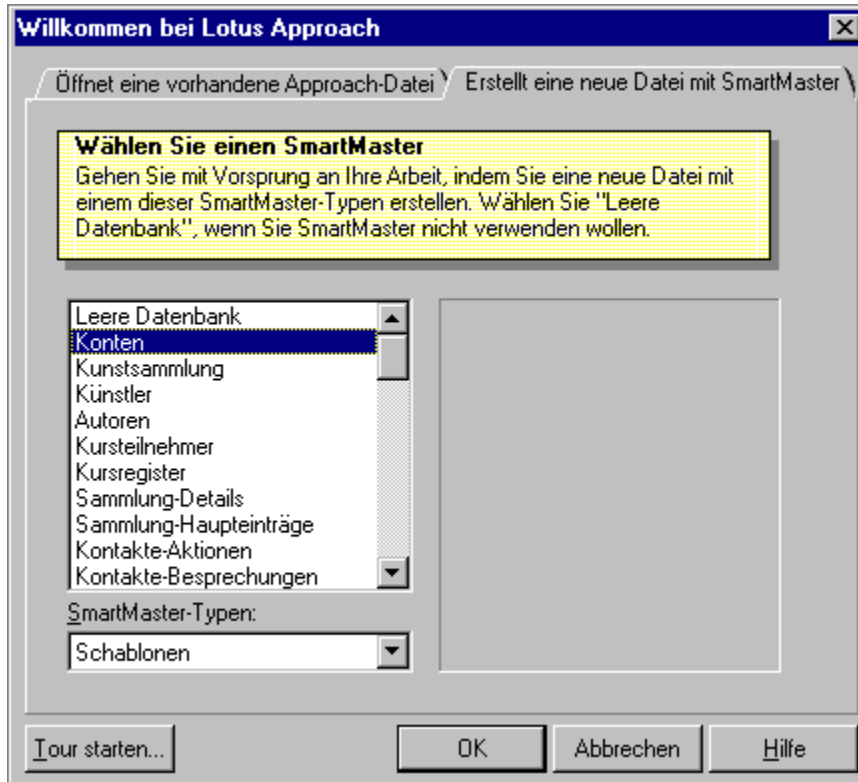 Willkommen bei Lotus Approach
Öffnet eine vorhandene Approach-Datei
Erstellt eine neue Datei mit SmartMaster
Wählen Sie einen SmartMaster
Gehen Sie mit Vorsprung an Ihre Arbeit, indem Sie eine neue Datei mit
einem dieser SmartMaster-Typen erstellen. Wählen Sie "Leere
Datenbank", wenn Sie SmartMaster nicht verwenden wollen.
Leere Datenbank
Konten
Kunstsammlung
Künstler
Autoren
Kursteilnehmer
Kursregister
Sammlung-Details
Sammlung-Haupteinträge
Kontakte-Aktionen
Kontakte-Besprechungen
SmartMaster-Typen:
Schablonen
Tour starten...
OK
Abbrechen
Hilfe